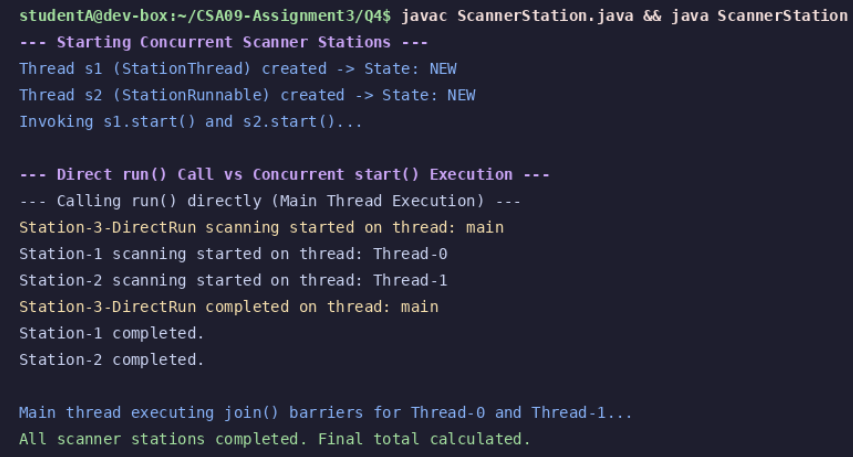 studentA@dev-box:~/CSA09-Assignment3/Q4$ javac ScannerStation.java && java ScannerStation
--- Starting Concurrent Scanner Stations ---
Thread s1 (StationThread) created -> State: NEW
Thread s2 (StationRunnable) created -> State: NEW
Invoking s1.start() and s2.start()...
--- Direct run() Call vs Concurrent start() Execution ---
--- Calling run() directly (Main Thread Execution) ---
Station-3-DirectRun scanning started on thread: main
Station-1 scanning started on thread: Thread-0
Station-2 scanning started on thread: Thread-1
Station-3-DirectRun completed on thread: main
Station-1 completed.
Station-2 completed.
Main thread executing join() barriers for Thread-0 and Thread-1...
All scanner stations completed. Final total calculated.